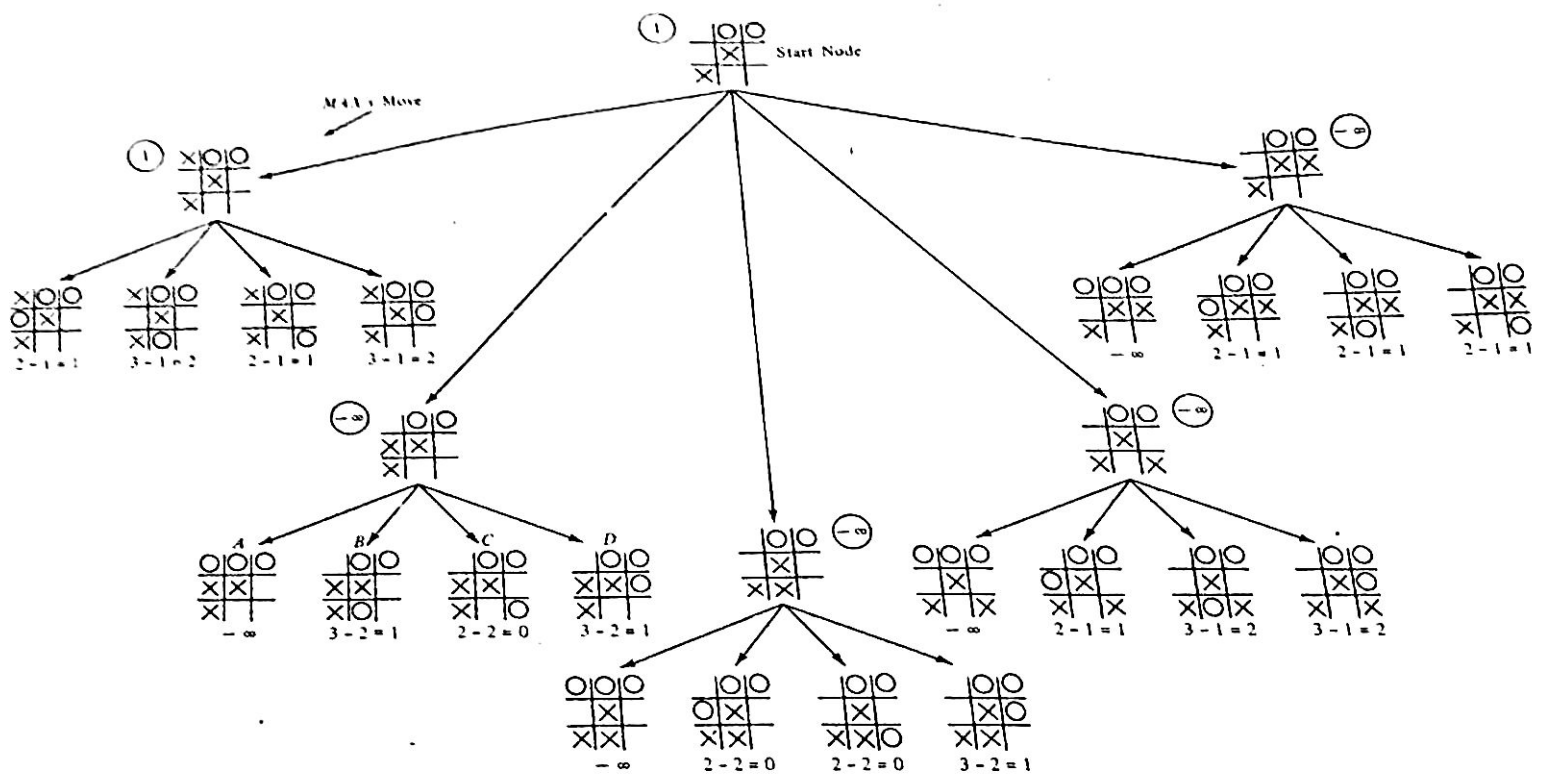 1
Start Node
MAX's Move
1
− ∞
2 − 1 = 1
3 − 1 = 2
2 − 1 = 1
3 − 1 = 2
− ∞
2 − 1 = 1
2 − 1 = 1
2 − 1 = 1
− ∞
− ∞
A
B
C
D
− ∞
3 − 2 = 1
2 − 2 = 0
3 − 2 = 1
− ∞
− ∞
2 − 1 = 1
3 − 1 = 2
3 − 1 = 2
− ∞
2 − 2 = 0
2 − 2 = 0
3 − 2 = 1